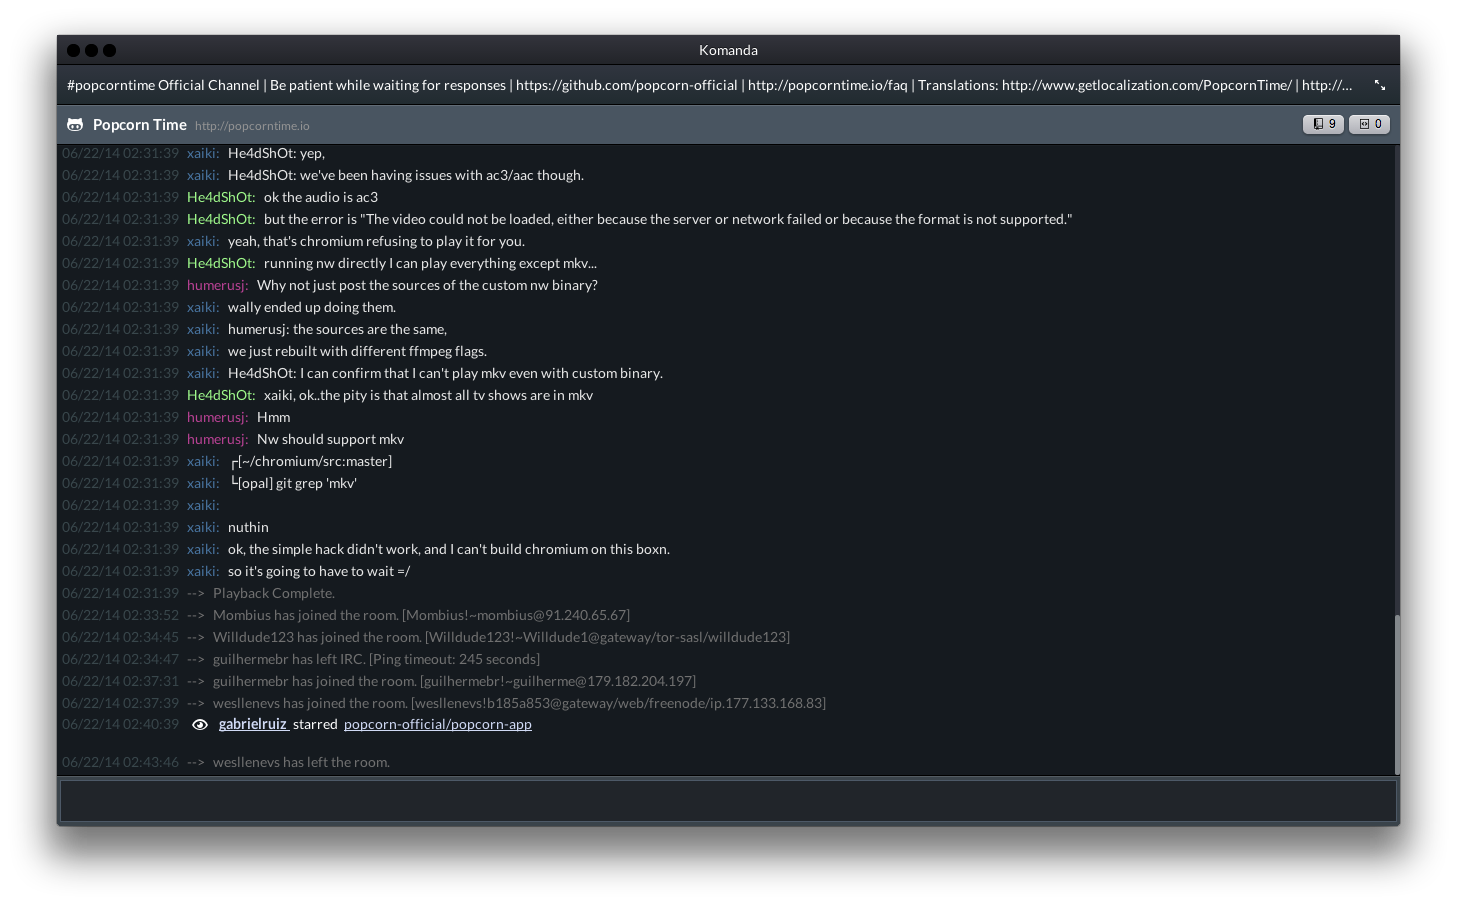 Komanda
#popcorntime Official Channel | Be patient while waiting for responses | https://github.com/popcorn-official | http://popcorntime.io/faq | Translations: http://www.getlocalization.com/PopcornTime/ | http://...
Popcorn Time http://popcorntime.io 9 0
06/22/14 02:31:39 xaiki: He4dShOt: yep,
06/22/14 02:31:39 xaiki: He4dShOt: we've been having issues with ac3/aac though.
06/22/14 02:31:39 He4dShOt: ok the audio is ac3
06/22/14 02:31:39 He4dShOt: but the error is "The video could not be loaded, either because the server or network failed or because the format is not supported."
06/22/14 02:31:39 xaiki: yeah, that's chromium refusing to play it for you.
06/22/14 02:31:39 He4dShOt: running nw directly I can play everything except mkv...
06/22/14 02:31:39 humerusj: Why not just post the sources of the custom nw binary?
06/22/14 02:31:39 xaiki: wally ended up doing them.
06/22/14 02:31:39 xaiki: humerusj: the sources are the same,
06/22/14 02:31:39 xaiki: we just rebuilt with different ffmpeg flags.
06/22/14 02:31:39 xaiki: He4dShOt: I can confirm that I can't play mkv even with custom binary.
06/22/14 02:31:39 He4dShOt: xaiki, ok..the pity is that almost all tv shows are in mkv
06/22/14 02:31:39 humerusj: Hmm
06/22/14 02:31:39 humerusj: Nw should support mkv
06/22/14 02:31:39 xaiki: ┌[~/chromium/src:master]
06/22/14 02:31:39 xaiki: └[opal] git grep 'mkv'
06/22/14 02:31:39 xaiki:
06/22/14 02:31:39 xaiki: nuthin
06/22/14 02:31:39 xaiki: ok, the simple hack didn't work, and I can't build chromium on this boxn.
06/22/14 02:31:39 xaiki: so it's going to have to wait =/
06/22/14 02:31:39 --> Playback Complete.
06/22/14 02:33:52 --> Mombius has joined the room. [Mombius!~mombius@91.240.65.67]
06/22/14 02:34:45 --> Willdude123 has joined the room. [Willdude123!~Willdude1@gateway/tor-sasl/willdude123]
06/22/14 02:34:47 --> guilhermebr has left IRC. [Ping timeout: 245 seconds]
06/22/14 02:37:31 --> guilhermebr has joined the room. [guilhermebr!~guilherme@179.182.204.197]
06/22/14 02:37:39 --> wesllenevs has joined the room. [wesllenevs!b185a853@gateway/web/freenode/ip.177.133.168.83]
06/22/14 02:40:39 gabrielruiz starred popcorn-official/popcorn-app
06/22/14 02:43:46 --> wesllenevs has left the room.